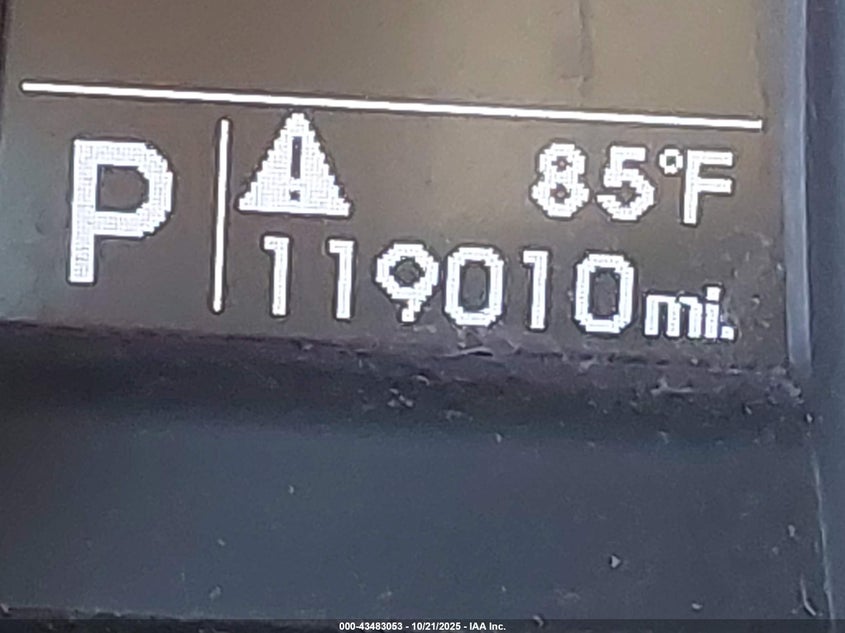 P
85°F
119010mi.
000-43483053 - 10/21/2025 - IAA Inc.